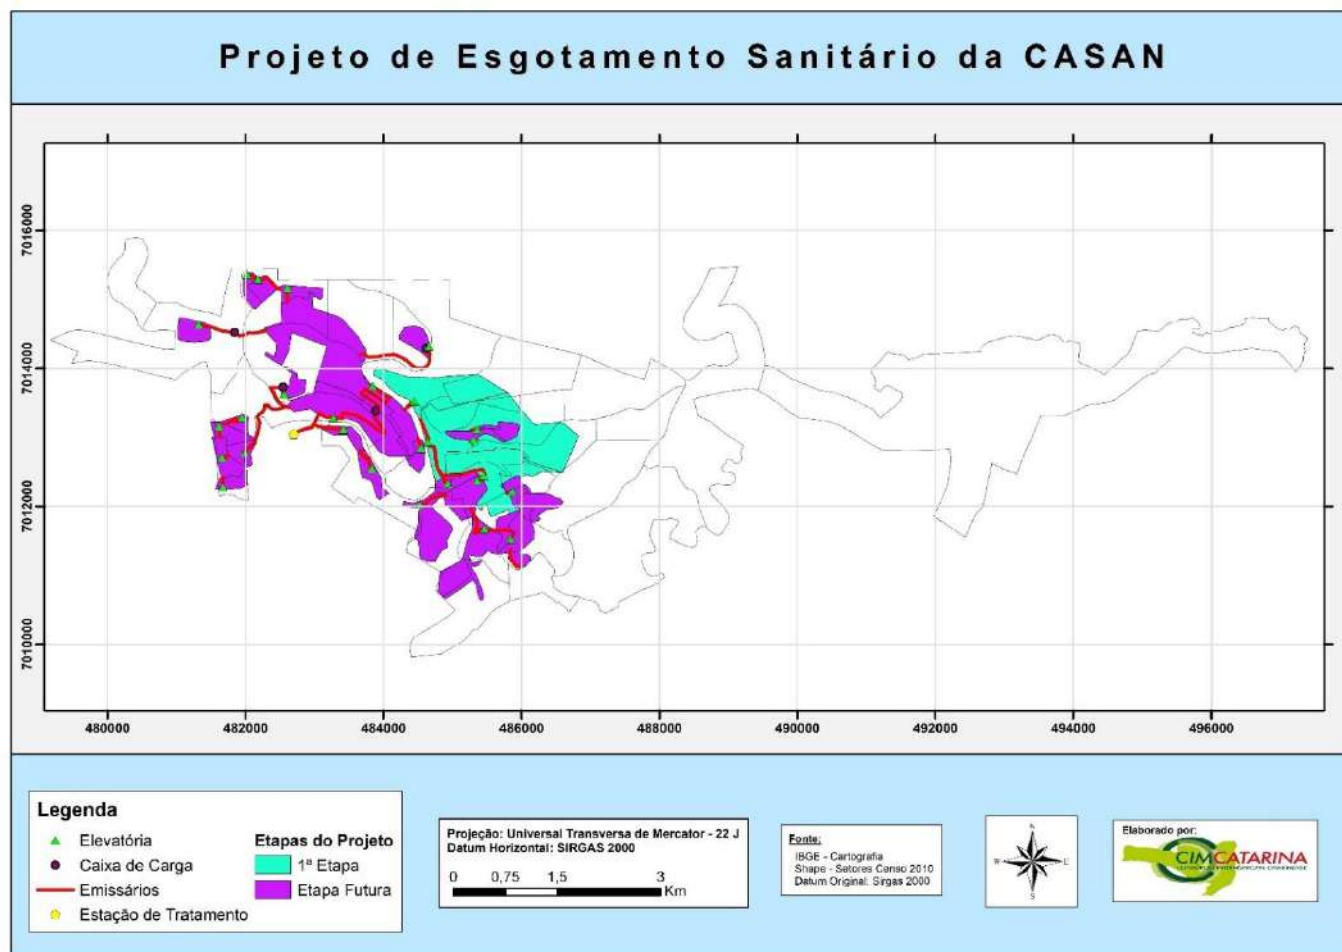 Projeto de Esgotamento Sanitário da CASAN
7016000
7014000
7012000
7010000
480000
482000
484000
486000
488000
490000
492000
494000
496000
Legenda
Elevatória
Caixa de Carga
Emissários
Estação de Tratamento
Etapas do Projeto
1ª Etapa
Etapa Futura
Projeção: Universal Transversa de Mercator - 22 J
Datum Horizontal: SIRGAS 2000
0 0,75 1,5 3
Km
Fonte:
IBGE - Cartografia
Shape - Setores Censo 2010
Datum Original: Sirgas 2000
N
W
S
Elaborado por:
CIMCATARINA